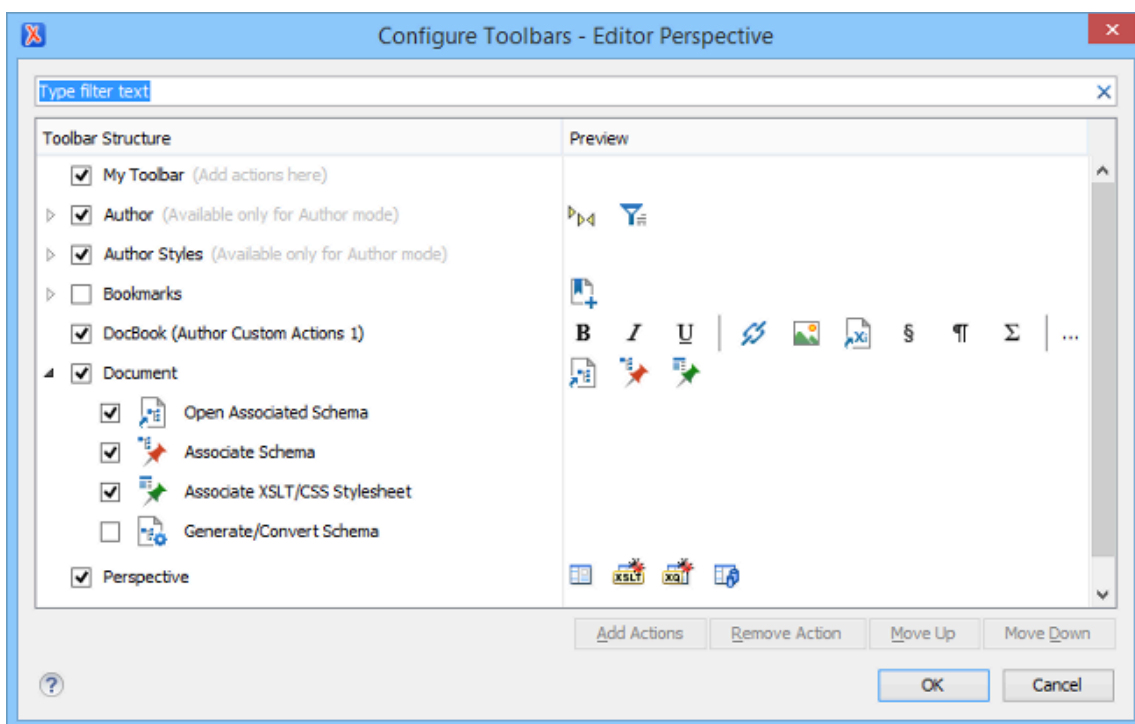 Configure Toolbars - Editor Perspective
Type filter text
Toolbar Structure Preview
My Toolbar (Add actions here)
Author (Available only for Author mode)
Author Styles (Available only for Author mode)
Bookmarks
DocBook (Author Custom Actions 1) B I U § ¶ Σ ...
Document
Open Associated Schema
Associate Schema
Associate XSLT/CSS Stylesheet
Generate/Convert Schema
Perspective XSLT XQ
Add Actions Remove Action Move Up Move Down
? OK Cancel